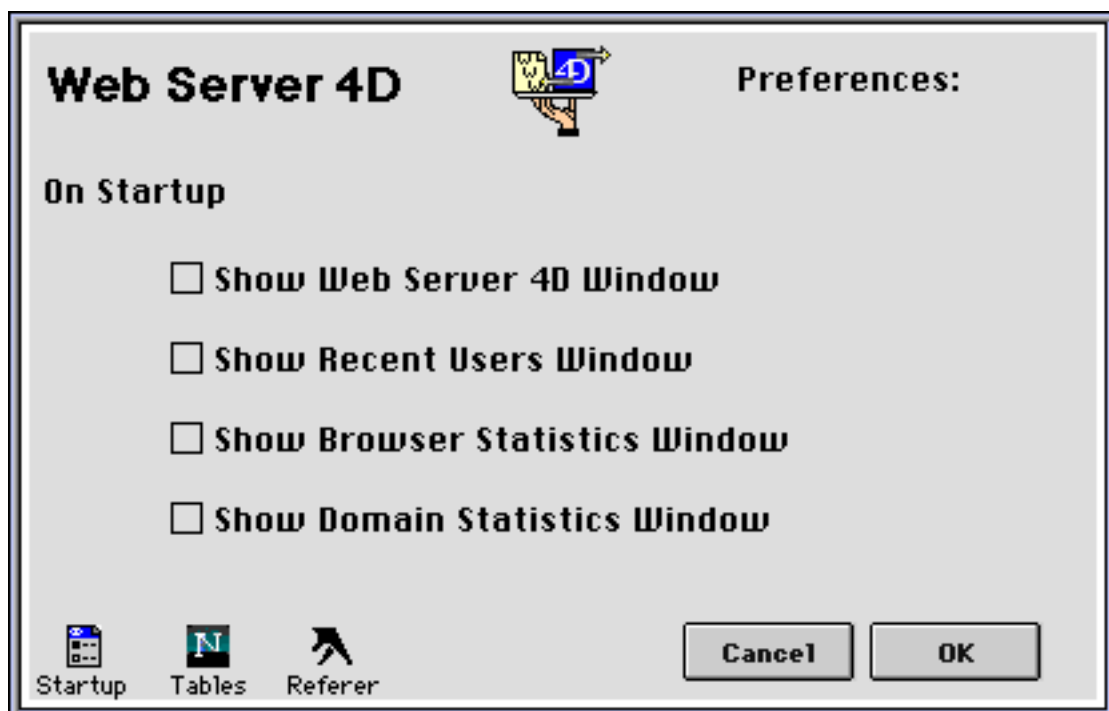 Web Server 4D
Preferences:
On Startup
Show Web Server 4D Window
Show Recent Users Window
Show Browser Statistics Window
Show Domain Statistics Window
Startup Tables Referer
Cancel OK